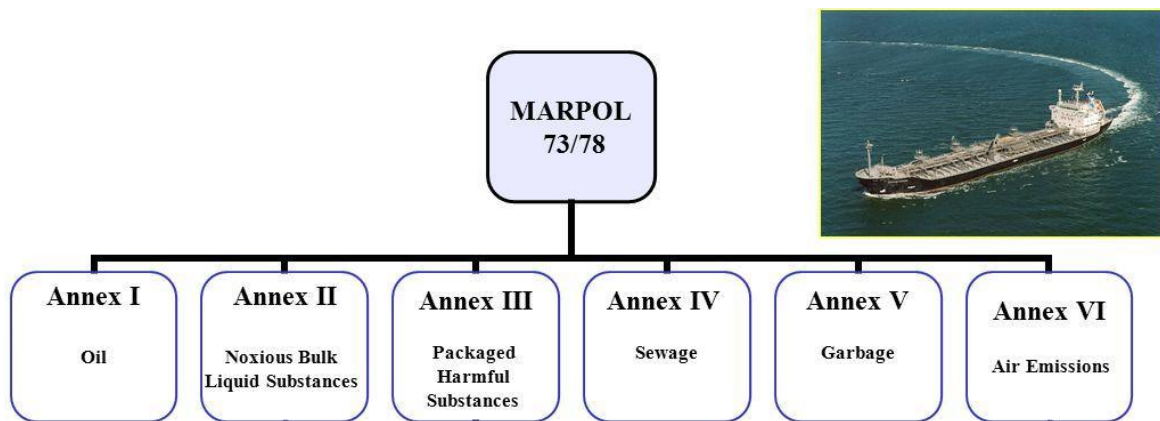 MARPOL
73/78
Annex I
Oil
Annex II
Noxious Bulk
Liquid Substances
Annex III
Packaged
Harmful
Substances
Annex IV
Sewage
Annex V
Garbage
Annex VI
Air Emissions